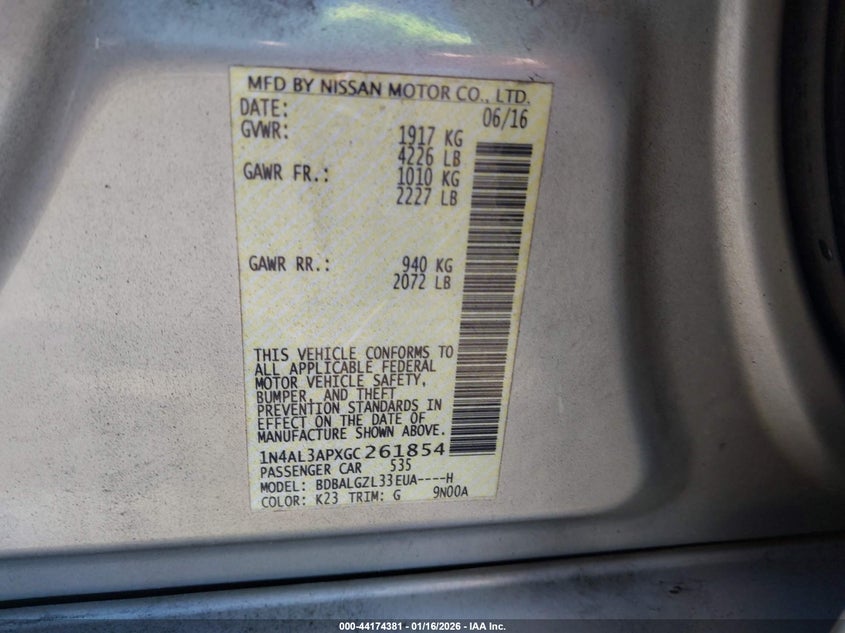 MFD BY NISSAN MOTOR CO., LTD.
DATE: 06/16
GVWR: 1917 KG
4226 LB
GAWR FR.: 1010 KG
2227 LB
GAWR RR.: 940 KG
2072 LB
THIS VEHICLE CONFORMS TO
ALL APPLICABLE FEDERAL
MOTOR VEHICLE SAFETY,
BUMPER, AND THEFT
PREVENTION STANDARDS IN
EFFECT ON THE DATE OF
MANUFACTURE SHOWN ABOVE.
1N4AL3APXGC261854
PASSENGER CAR 535
MODEL: BDBALGZL33EUA----H
COLOR: K23 TRIM: G 9N00A
000-44174381 - 01/16/2026 - IAA Inc.